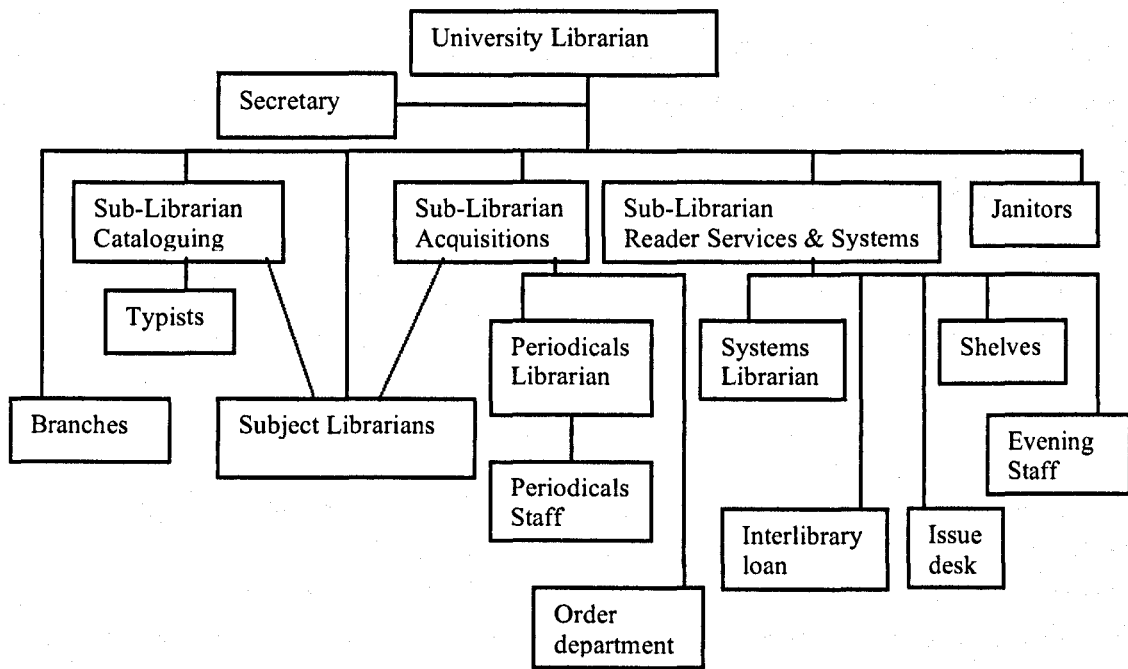 University Librarian
Secretary
Sub-Librarian
Cataloguing
Sub-Librarian
Acquisitions
Sub-Librarian
Reader Services & Systems
Janitors
Typists
Periodicals
Librarian
Systems
Librarian
Shelves
Branches
Subject Librarians
Evening
Staff
Periodicals
Staff
Interlibrary
loan
Issue
desk
Order
department